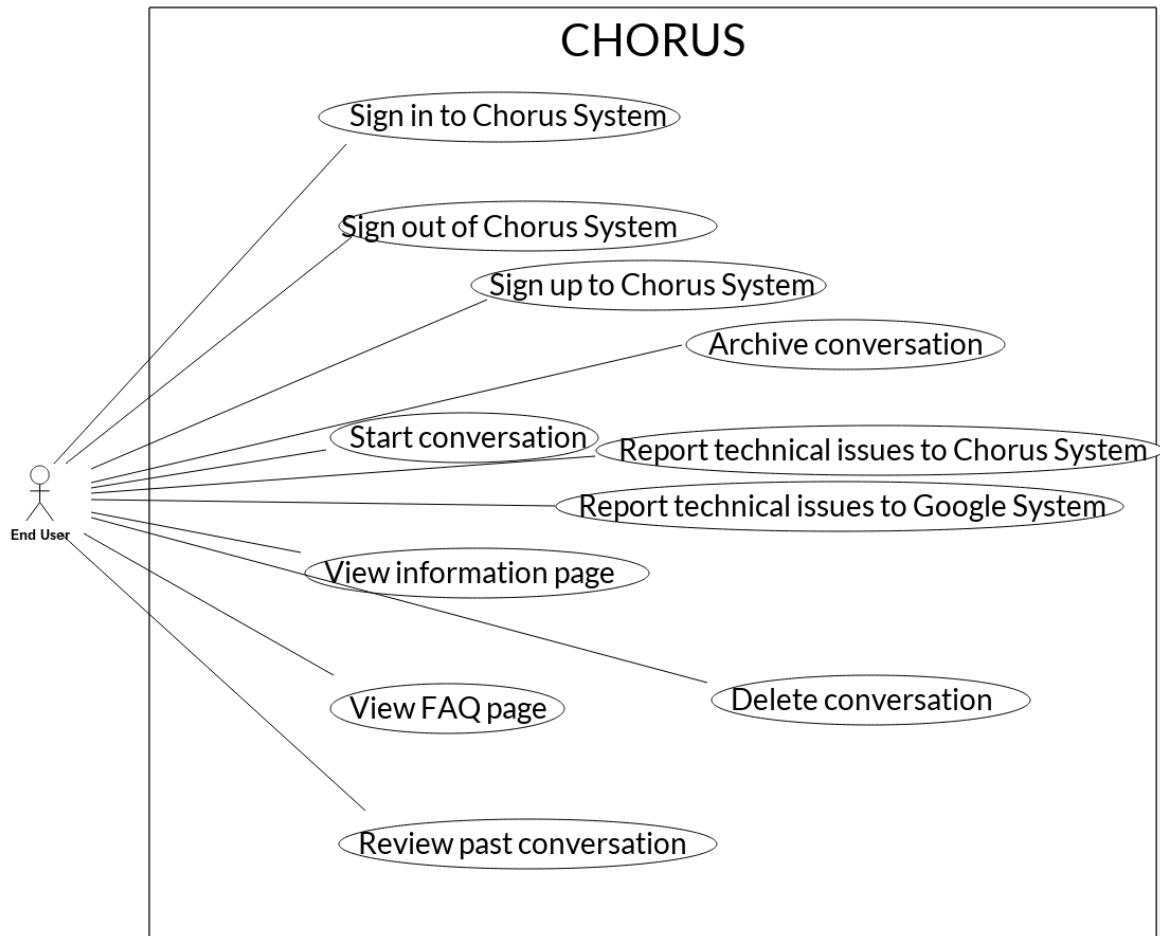 CHORUS
Sign in to Chorus System
Sign out of Chorus System
Sign up to Chorus System
Archive conversation
Start conversation
Report technical issues to Chorus System
Report technical issues to Google System
End User
View information page
Delete conversation
View FAQ page
Review past conversation